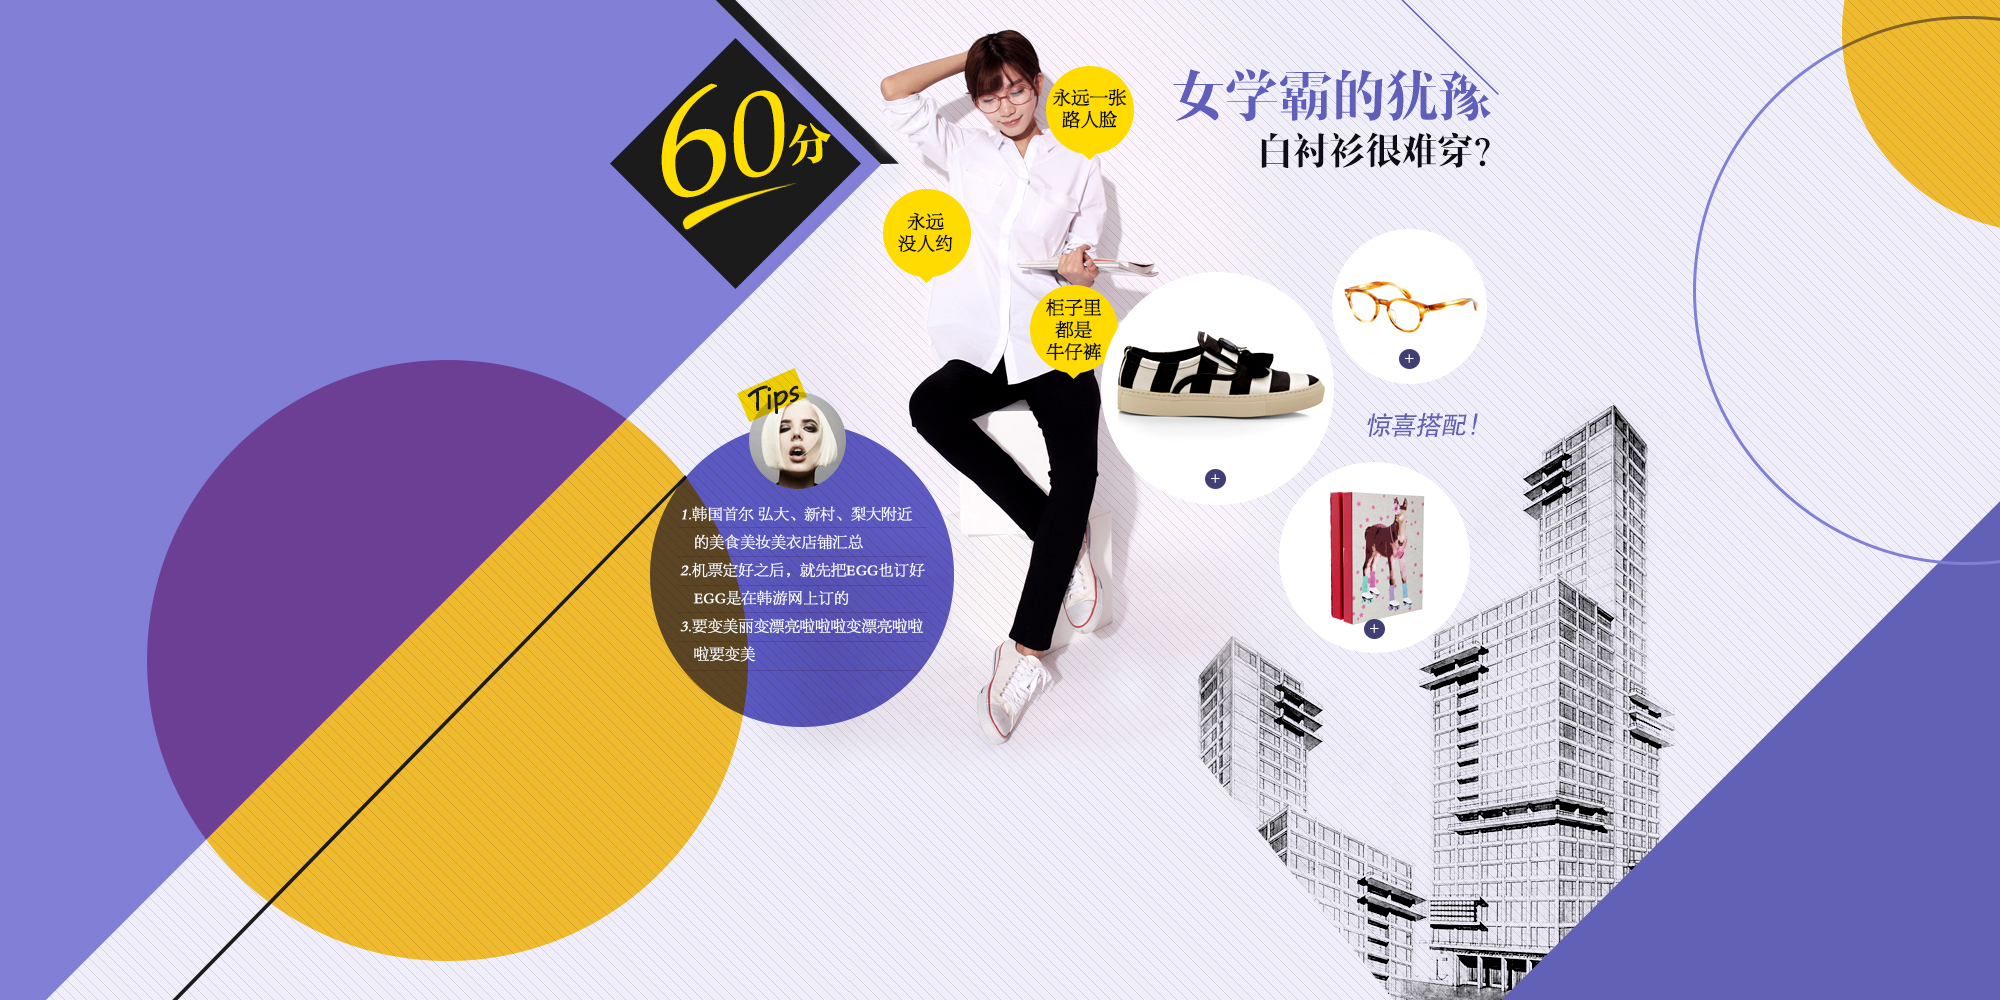 60分
女学霸的犹豫
白衬衫很难穿?
永远一张
路人脸
永远
没人约
柜子里
都是
牛仔裤
惊喜搭配!
Tips
1.韩国首尔 弘大、新村、梨大附近
的美食美妆美衣店铺汇总
2.机票定好之后，就先把EGG也订好
EGG是在韩游网上订的
3.要变美丽变漂亮啦啦啦变漂亮啦啦
啦要变美